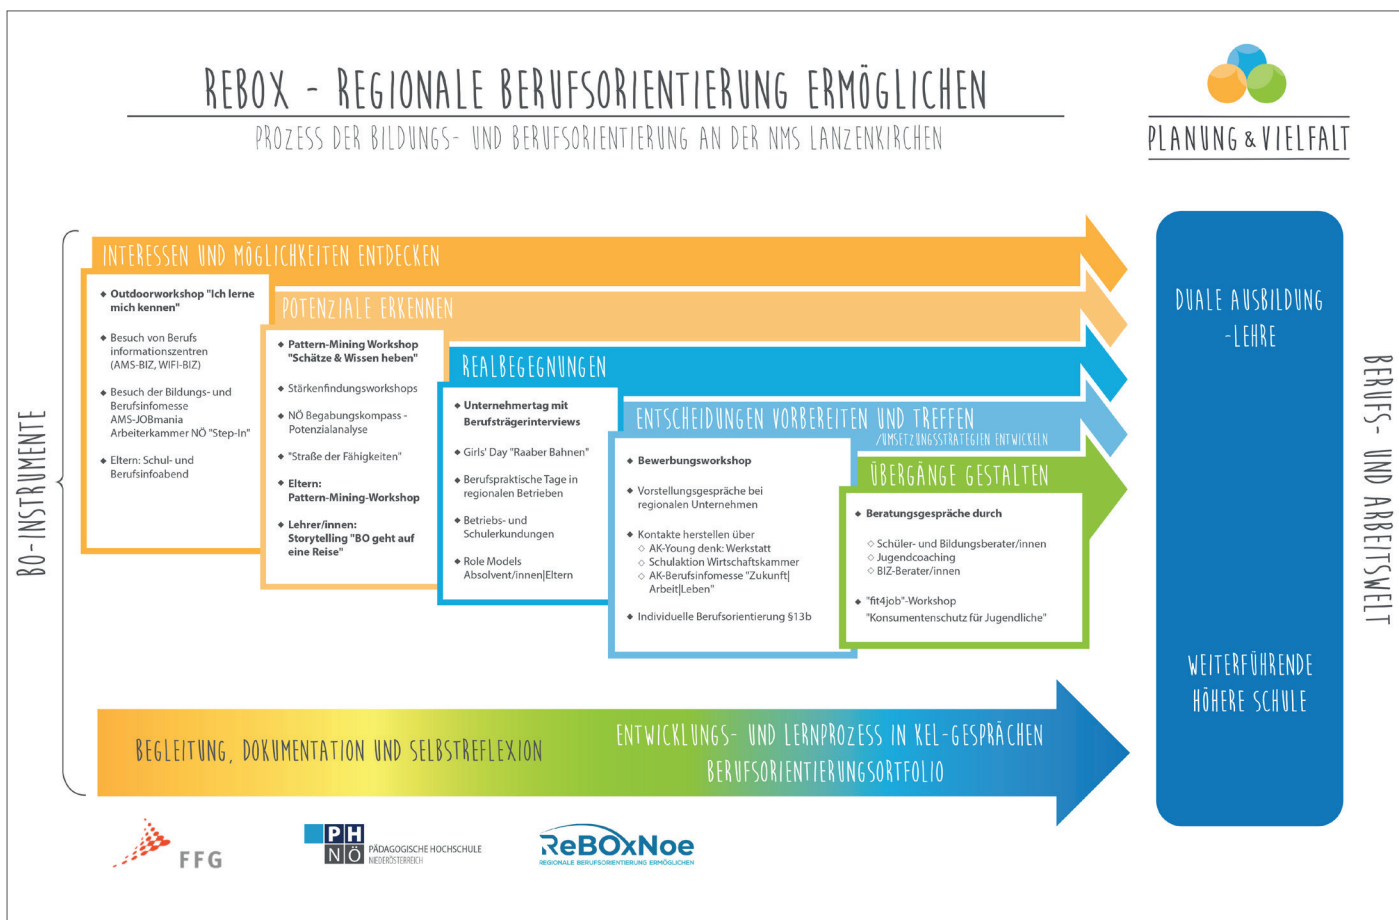 REBOX - REGIONALE BERUFSORIENTIERUNG ERMÖGLICHEN
PROZESS DER BILDUNGS- UND BERUFSORIENTIERUNG AN DER NMS LANZENKIRCHEN
PLANUNG & VIELFALT
BO-INSTRUMENTE
INTERESSEN UND MÖGLICHKEITEN ENTDECKEN
◆ Outdoorworkshop "Ich lerne
mich kennen"
◆ Besuch von Berufs
informationszentren
(AMS-BIZ, WIFI-BIZ)
◆ Besuch der Bildungs- und
Berufsinfomesse
AMS-JOBmania
Arbeiterkammer NÖ "Step-In"
◆ Eltern: Schul- und
Berufsinfoabend
POTENZIALE ERKENNEN
◆ Pattern-Mining Workshop
"Schätze & Wissen heben"
◆ Stärkenfindungsworkshops
◆ NÖ Begabungskompass -
Potenzialanalyse
◆ "Straße der Fähigkeiten"
◆ Eltern:
Pattern-Mining-Workshop
◆ Lehrer/innen:
Storytelling "BO geht auf
eine Reise"
REALBEGEGNUNGEN
◆ Unternehmertag mit
Berufsträgerinterviews
◆ Girls' Day "Raaber Bahnen"
◆ Berufspraktische Tage in
regionalen Betrieben
◆ Betriebs- und
Schulerkundungen
◆ Role Models
Absolvent/innen|Eltern
ENTSCHEIDUNGEN VORBEREITEN UND TREFFEN
/UMSETZUNGSSTRATEGIEN ENTWICKELN
◆ Bewerbungsworkshop
◆ Vorstellungsgespräche bei
regionalen Unternehmen
◆ Kontakte herstellen über
◇ AK-Young denk: Werkstatt
◇ Schulaktion Wirtschaftskammer
◇ AK-Berufsinfomesse "Zukunft|
Arbeit|Leben"
◆ Individuelle Berufsorientierung §13b
ÜBERGÄNGE GESTALTEN
◆ Beratungsgespräche durch
◇ Schüler- und Bildungsberater/innen
◇ Jugendcoaching
◇ BIZ-Berater/innen
◆ "fit4job"-Workshop
"Konsumentenschutz für Jugendliche"
DUALE AUSBILDUNG
-LEHRE
WEITERFÜHRENDE
HÖHERE SCHULE
BERUFS- UND ARBEITSWELT
BEGLEITUNG, DOKUMENTATION UND SELBSTREFLEXION
ENTWICKLUNGS- UND LERNPROZESS IN KEL-GESPRÄCHEN
BERUFSORIENTIERUNGSORTFOLIO
FFG
PH
NÖ
PÄDAGOGISCHE HOCHSCHULE
NIEDERÖSTERREICH
ReBOxNoe
REGIONALE BERUFSORIENTIERUNG ERMÖGLICHEN